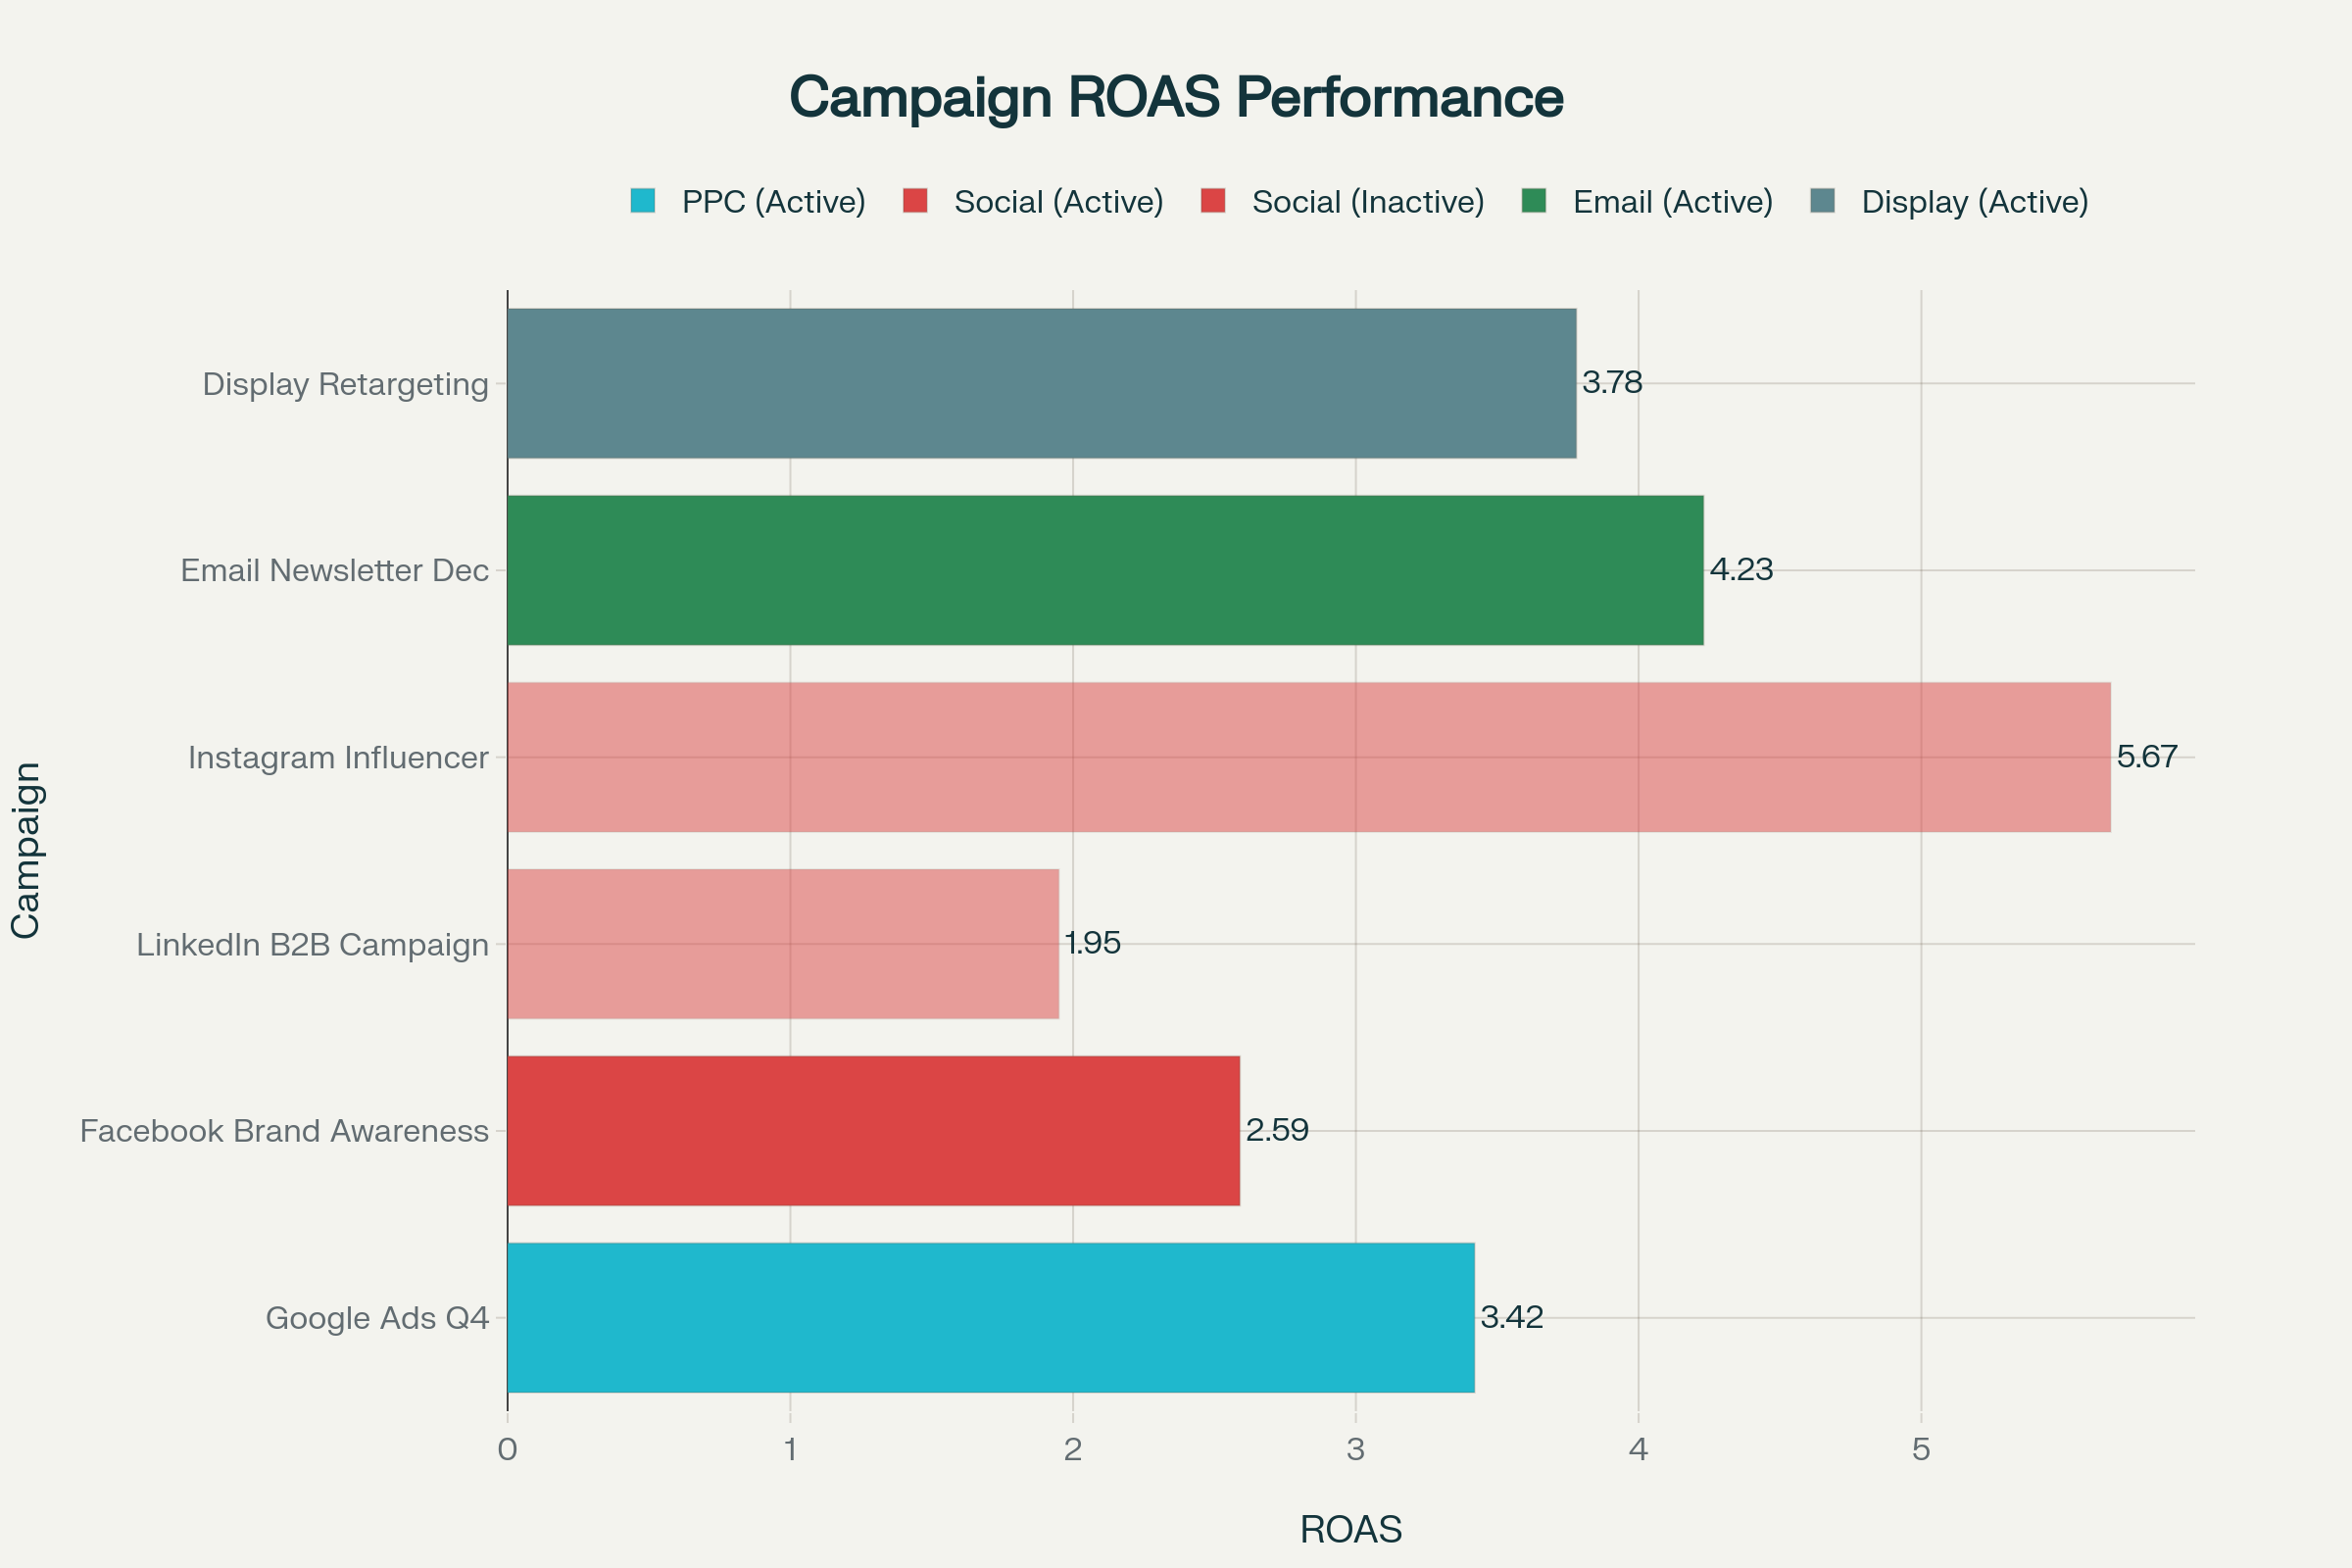 Campaign ROAS Performance
PPC (Active) Social (Active) Social (Inactive) Email (Active) Display (Active)
Display Retargeting 3.78
Email Newsletter Dec 4.23
Instagram Influencer 5.67
LinkedIn B2B Campaign 1.95
Facebook Brand Awareness 2.59
Google Ads Q4 3.42
Campaign
0 1 2 3 4 5
ROAS